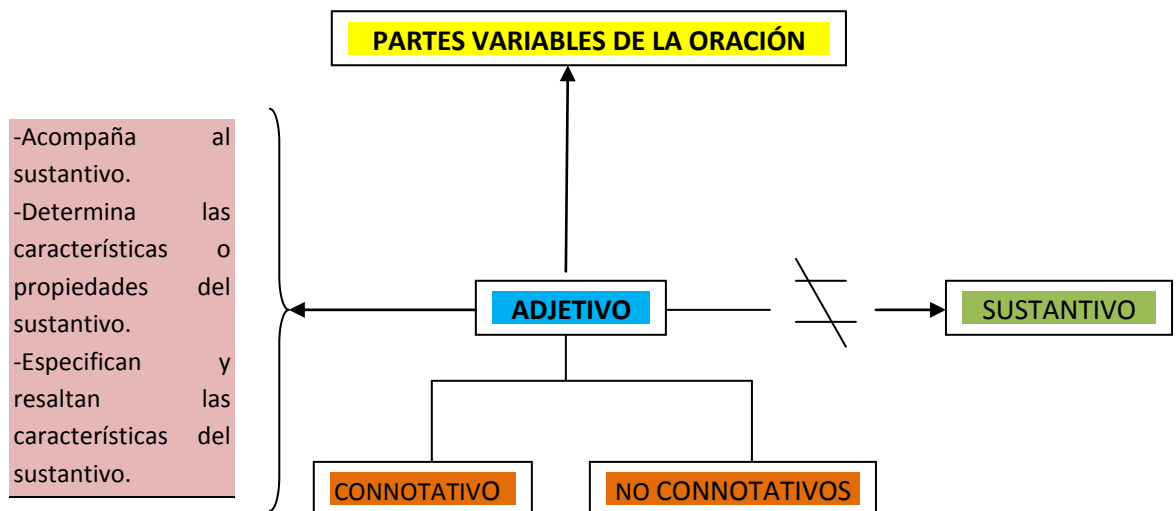 PARTES VARIABLES DE LA ORACIÓN
-Acompaña al
sustantivo.
-Determina las
características o
propiedades del
sustantivo.
-Especifican y
resaltan las
características del
sustantivo.
ADJETIVO
SUSTANTIVO
CONNOTATIVO
NO CONNOTATIVOS